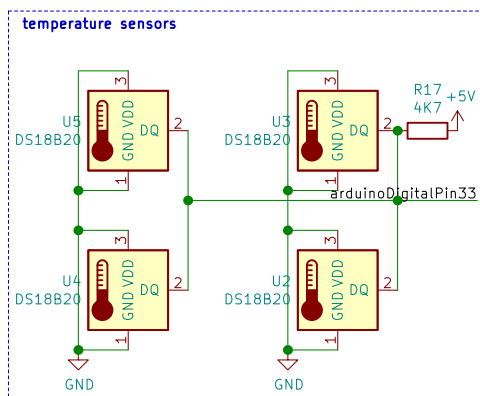 temperature sensors
U5
DS18B20
3
GND VDD
DQ
2
1
U3
DS18B20
3
GND VDD
DQ
2
1
R17
4K7
+5V
arduinoDigitalPin33
U4
DS18B20
3
GND VDD
DQ
2
1
U2
DS18B20
3
GND VDD
DQ
2
1
GND
GND